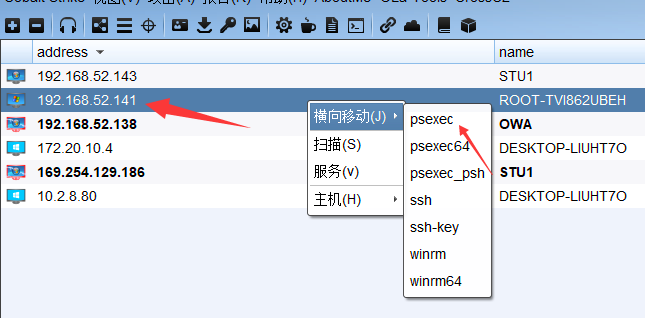 address name
192.168.52.143 STU1
192.168.52.141 ROOT-TVI862UBEH
192.168.52.138 OWA
172.20.10.4 DESKTOP-LIUHT7O
169.254.129.186 STU1
10.2.8.80 DESKTOP-LIUHT7O
横向移动(J)
扫描(S)
服务(v)
主机(H)
psexec
psexec64
psexec_psh
ssh
ssh-key
winrm
winrm64